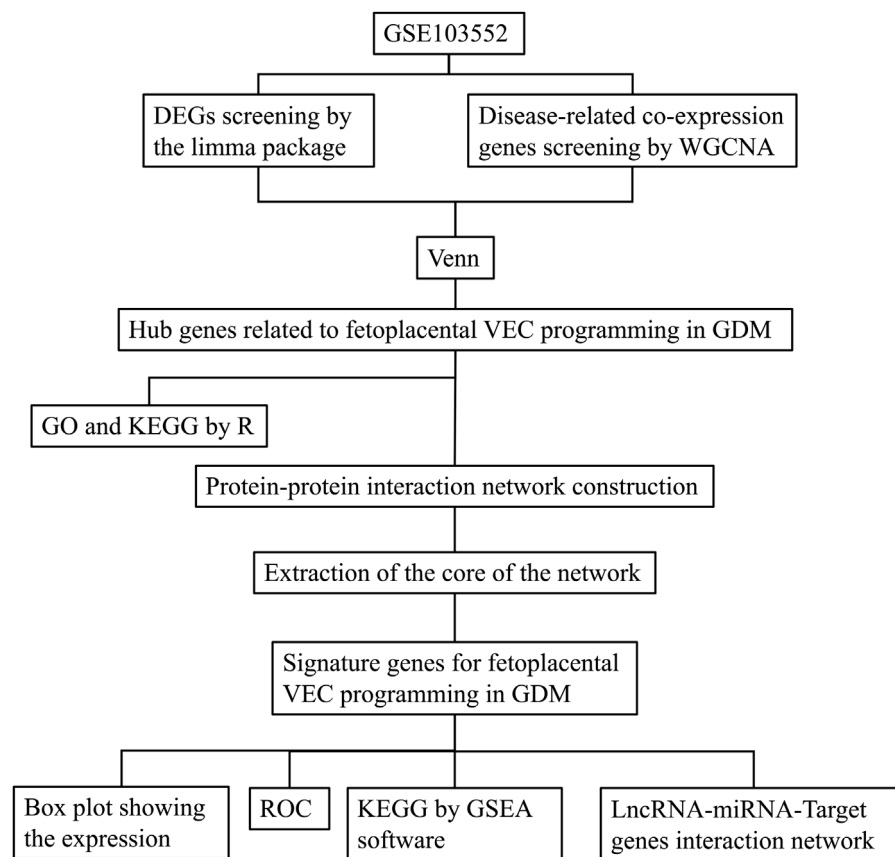 GSE103552
DEGs screening by
the limma package
Disease-related co-expression
genes screening by WGCNA
Venn
Hub genes related to fetoplacental VEC programming in GDM
GO and KEGG by R
Protein-protein interaction network construction
Extraction of the core of the network
Signature genes for fetoplacental
VEC programming in GDM
Box plot showing
the expression
ROC
KEGG by GSEA
software
LncRNA-miRNA-Target
genes interaction network